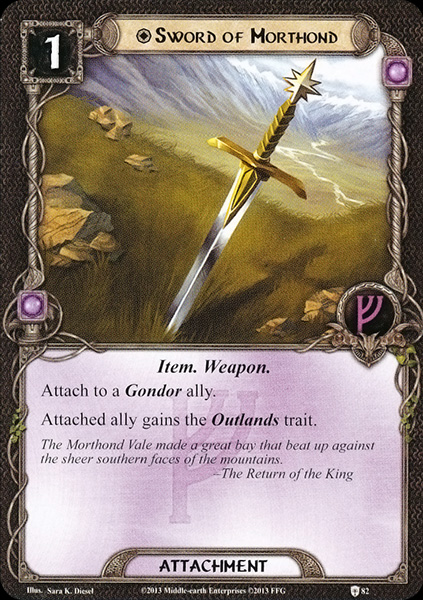 1
Sword of Morthond
Item. Weapon.
Attach to a Gondor ally.
Attached ally gains the Outlands trait.
The Morthond Vale made a great bay that beat up against
the sheer southern faces of the mountains.
–The Return of the King
ATTACHMENT
Illus. Sara K. Diesel
©2013 Middle-earth Enterprises ©2013 FFG
82